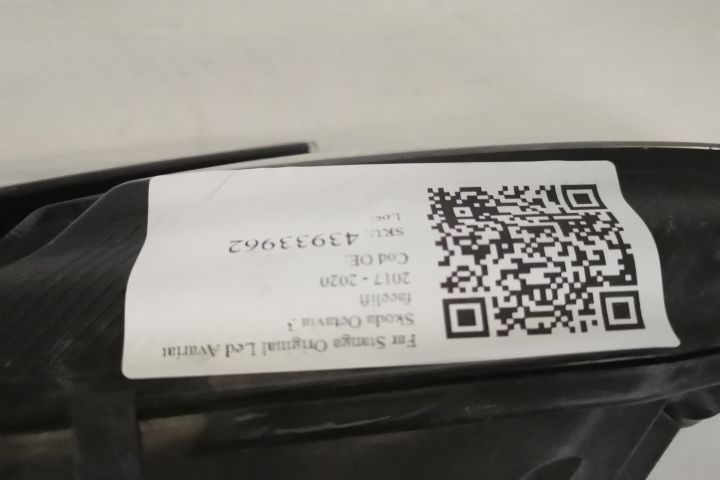 Far Stanga Original Led Avariat
Skoda Octavia 3
facelift
2017 - 2020
Cod OE:
SKU: 43933962
Loc: